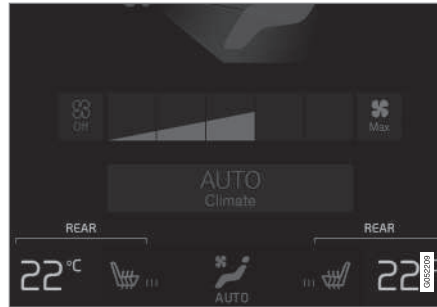 Off
Max
AUTO
Climate
REAR
REAR
22°C
AUTO
22°
G052209